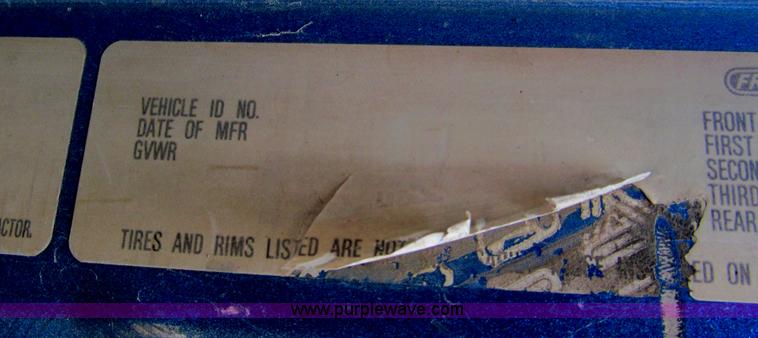 VEHICLE ID NO.
DATE OF MFR
GVWR
FRONT
FIRST
SECON
THIRD
REAR
CTOR.
TIRES AND RIMS LISTED ARE NOT
ED ON
www.purplewave.com